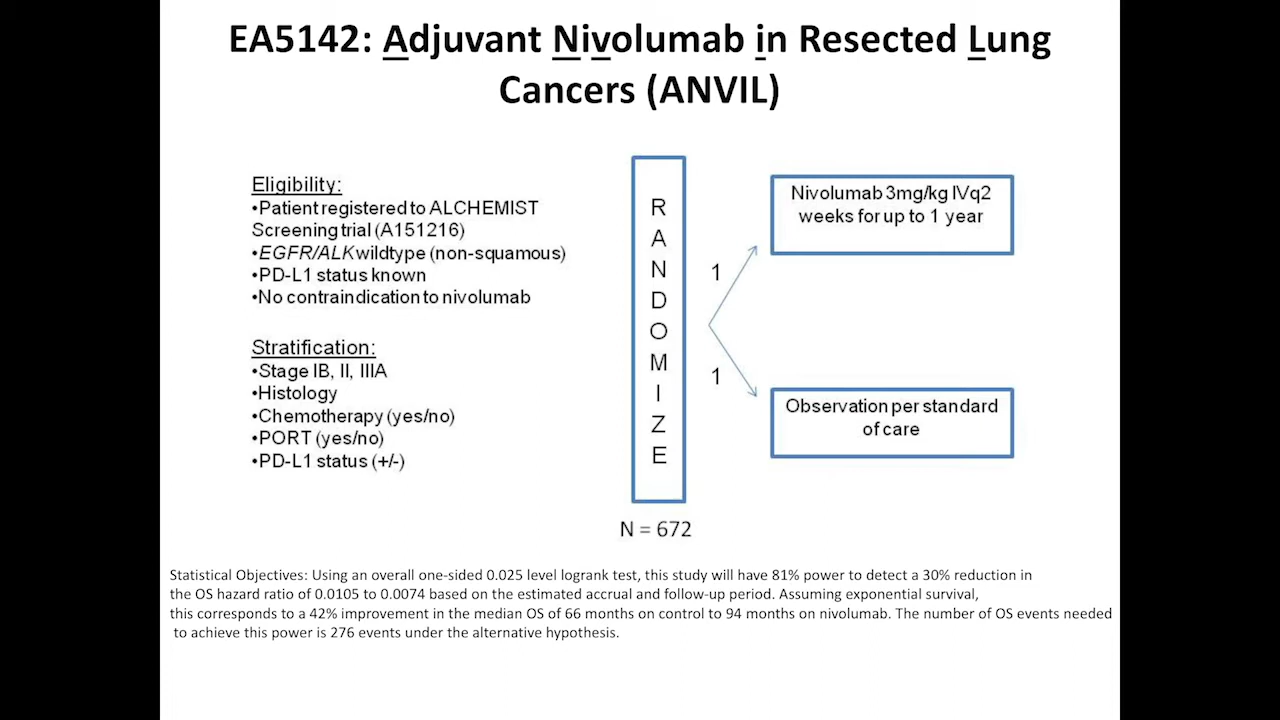 EA5142: Adjuvant Nivolumab in Resected Lung
Cancers (ANVIL)
Eligibility:
•Patient registered to ALCHEMIST
Screening trial (A151216)
•EGFR/ALK wildtype (non-squamous)
•PD-L1 status known
•No contraindication to nivolumab
Stratification:
•Stage IB, II, IIIA
•Histology
•Chemotherapy (yes/no)
•PORT (yes/no)
•PD-L1 status (+/-)
R
A
N
D
O
M
I
Z
E
N = 672
1
1
Nivolumab 3mg/kg IVq2
weeks for up to 1 year
Observation per standard
of care
Statistical Objectives: Using an overall one-sided 0.025 level logrank test, this study will have 81% power to detect a 30% reduction in
the OS hazard ratio of 0.0105 to 0.0074 based on the estimated accrual and follow-up period. Assuming exponential survival,
this corresponds to a 42% improvement in the median OS of 66 months on control to 94 months on nivolumab. The number of OS events needed
to achieve this power is 276 events under the alternative hypothesis.